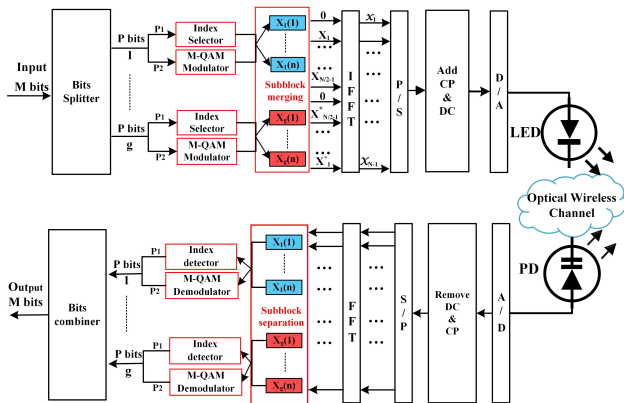 Input
M bits
Bits
Splitter
P bits
1
P1
P2
Index
Selector
M-QAM
Modulator
P bits
g
P1
P2
Index
Selector
M-QAM
Modulator
X1(1)
X1(n)
Subblock
merging
Xg(1)
Xg(n)
0
X1
...
XN/2-1
0
X*N/2-1
...
X*1
I
F
F
T
x1
...
...
...
xN-1
P
/
S
Add
CP
&
DC
D
/
A
LED
Optical Wireless
Channel
PD
Output
M bits
Bits
combiner
P bits
1
P1
P2
Index
detector
M-QAM
Demodulator
P bits
g
P1
P2
Index
detector
M-QAM
Demodulator
X1(1)
X1(n)
Subblock
separation
Xg(1)
Xg(n)
...
...
...
...
F
F
T
...
...
...
...
S
/
P
Remove
DC
&
CP
A
/
D